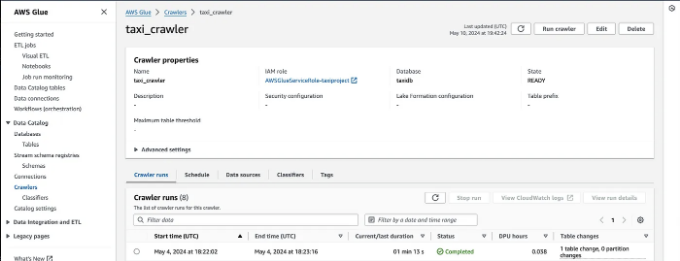 AWS Glue
Getting started
ETL jobs
Visual ETL
Notebooks
Job run monitoring
Data Catalog tables
Data connections
Workflows (orchestration)
Data Catalog
Databases
Tables
Stream schema registries
Schemas
Connections
Crawlers
Classifiers
Catalog settings
Data Integration and ETL
Legacy pages
What's New
AWS Glue > Crawlers > taxi_crawler
taxi_crawler
Last updated (UTC)
May 10, 2024 at 18:42:24
Run crawler
Edit
Delete
Crawler properties
Name
taxi_crawler
IAM role
AWSGlueServiceRole-taxiproject
Database
taxidb
State
READY
Description
-
Security configuration
-
Lake Formation configuration
-
Table prefix
-
Maximum table threshold
-
Advanced settings
Crawler runs
Schedule
Data sources
Classifiers
Tags
Crawler runs (8)
The list of crawler runs for this crawler.
Stop run
View CloudWatch logs
View run details
Filter data
Filter by a date and time range
1
Start time (UTC)
End time (UTC)
Current/last duration
Status
DPU hours
Table changes
May 4, 2024 at 18:22:02
May 4, 2024 at 18:23:16
01 min 13 s
Completed
0.058
1 table change, 0 partition
changes